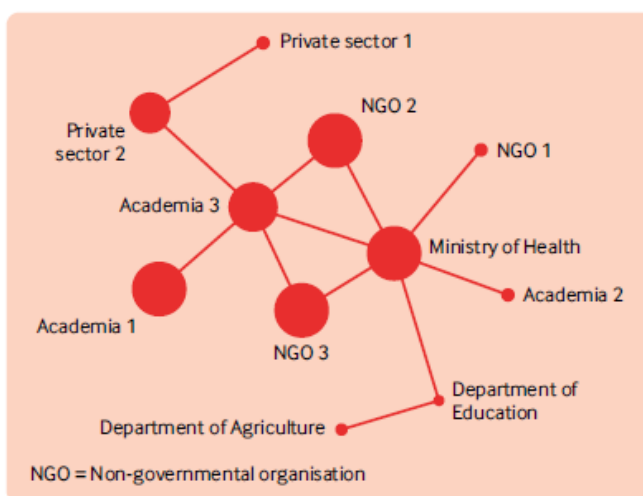 Private sector 1
NGO 2
Private
sector 2
NGO 1
Academia 3
Ministry of Health
Academia 2
Academia 1
NGO 3
Department of
Education
Department of Agriculture
NGO = Non-governmental organisation